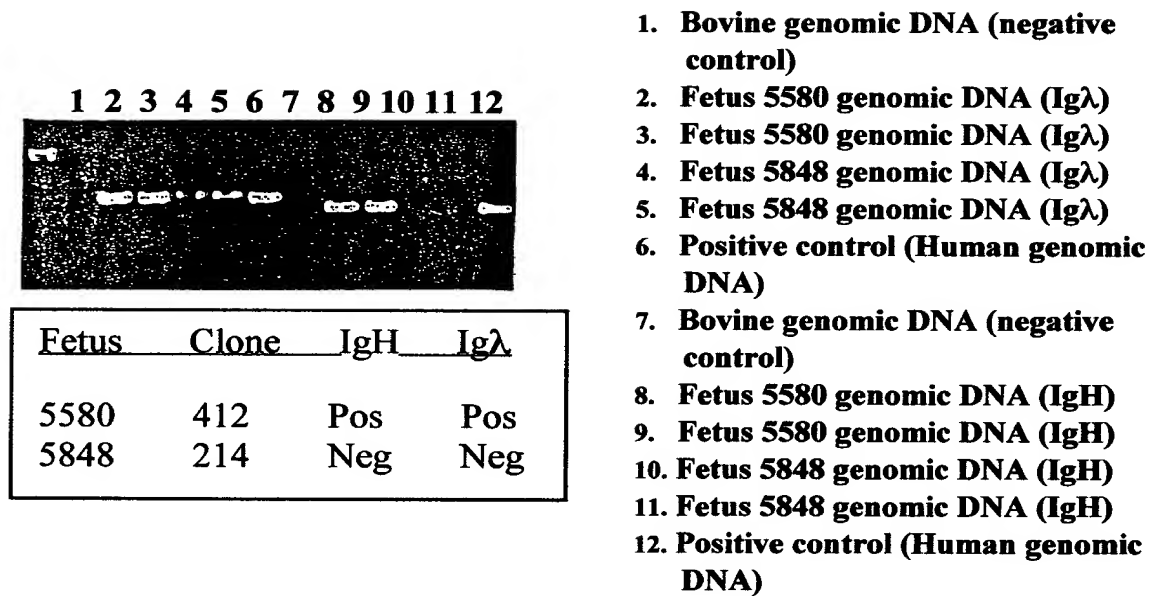 1 2 3 4 5 6 7 8 9 10 11 12
Fetus Clone IgH Igλ
5580 412 Pos Pos
5848 214 Neg Neg
1. Bovine genomic DNA (negative
control)
2. Fetus 5580 genomic DNA (Igλ)
3. Fetus 5580 genomic DNA (Igλ)
4. Fetus 5848 genomic DNA (Igλ)
5. Fetus 5848 genomic DNA (Igλ)
6. Positive control (Human genomic
DNA)
7. Bovine genomic DNA (negative
control)
8. Fetus 5580 genomic DNA (IgH)
9. Fetus 5580 genomic DNA (IgH)
10. Fetus 5848 genomic DNA (IgH)
11. Fetus 5848 genomic DNA (IgH)
12. Positive control (Human genomic
DNA)